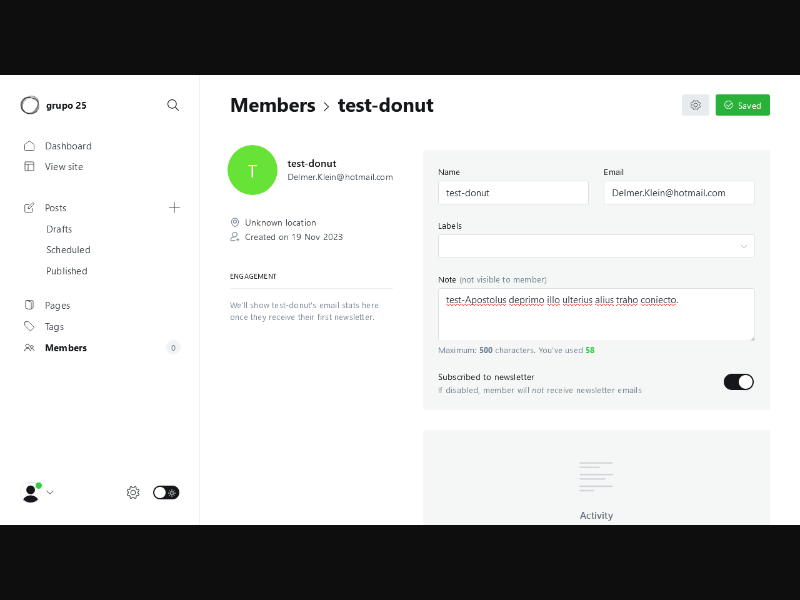 grupo 25
Dashboard
View site
Posts
Drafts
Scheduled
Published
Pages
Tags
Members 0
Members > test-donut
Saved
T
test-donut
Delmer.Klein@hotmail.com
Unknown location
Created on 19 Nov 2023
ENGAGEMENT
We'll show test-donut's email stats here
once they receive their first newsletter.
Name
test-donut
Email
Delmer.Klein@hotmail.com
Labels
Note (not visible to member)
test-Apostolus deprimo illo ulterius alius traho coniecto.
Maximum: 500 characters. You've used 58
Subscribed to newsletter
If disabled, member will not receive newsletter emails
Activity